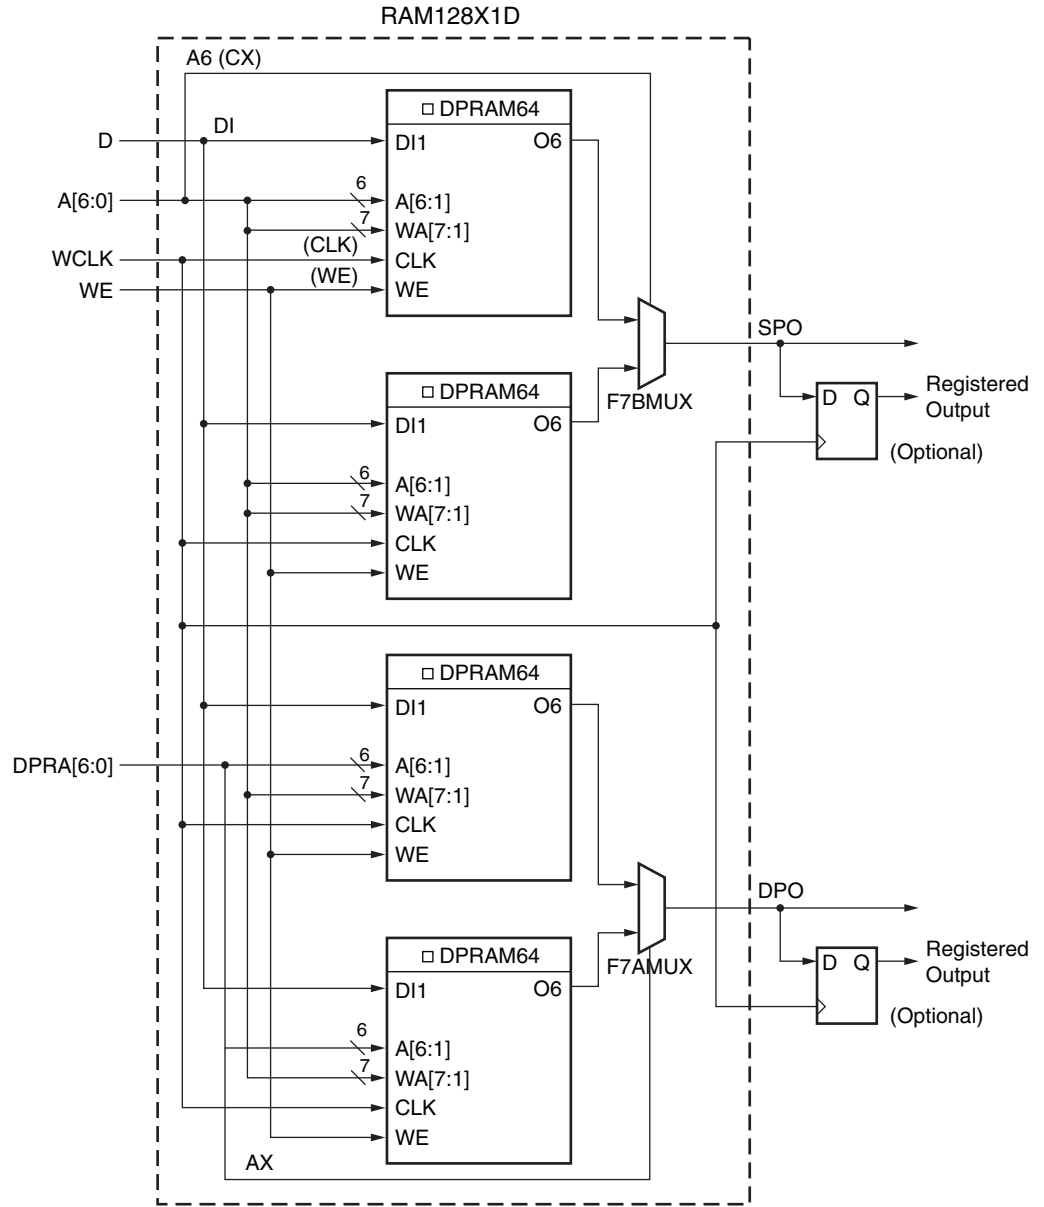 RAM128X1D
A6 (CX)
DPRAM64
D
DI
DI1
O6
A[6:0]
6
A[6:1]
7
WA[7:1]
WCLK
(CLK)
CLK
WE
(WE)
WE
SPO
DPRAM64
F7BMUX
D Q
Registered
Output
(Optional)
DI1
O6
6
A[6:1]
7
WA[7:1]
CLK
WE
DPRAM64
DI1
O6
DPRA[6:0]
6
A[6:1]
7
WA[7:1]
CLK
WE
DPO
DPRAM64
F7AMUX
D Q
Registered
Output
(Optional)
DI1
O6
6
A[6:1]
7
WA[7:1]
CLK
WE
AX